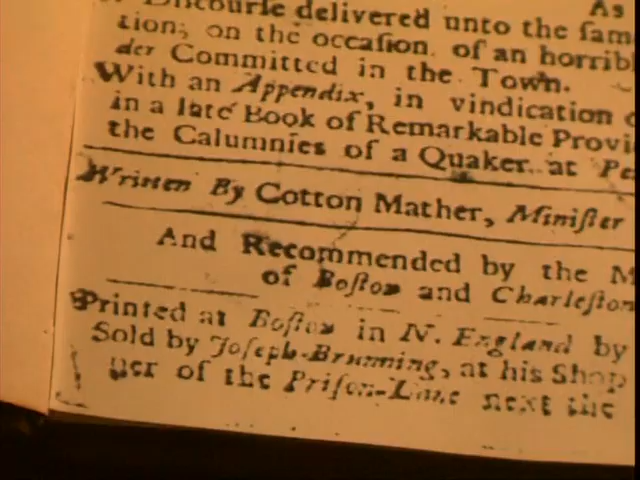 As
Discourse delivered unto the same
tion; on the occasion of an horrib
der Committed in the Town.
With an Appendix, in vindication
in a late Book of Remarkable Provi
the Calumnies of a Quaker at Pe
Written By Cotton Mather, Minister
And Recommended by the M
of Boſton and Charleſton
Printed at Boſton in N. England by
Sold by Joſeph Brunning, at his Shop
ner of the Priſon-Lane next the